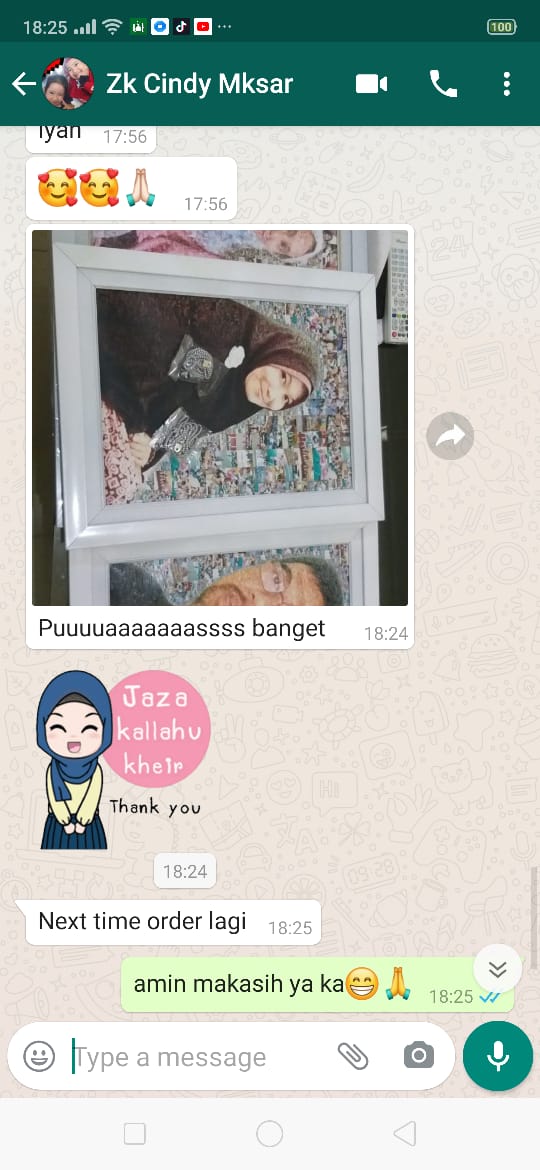 18:25
100
Zk Cindy Mksar
Iyah 17:56
🥰🥰🙏🏻 17:56
Puuuuaaaaaaassss banget 18:24
Jaza
kallahu
kheir
Thank you
18:24
Next time order lagi 18:25
amin makasih ya ka😁🙏 18:25
Type a message